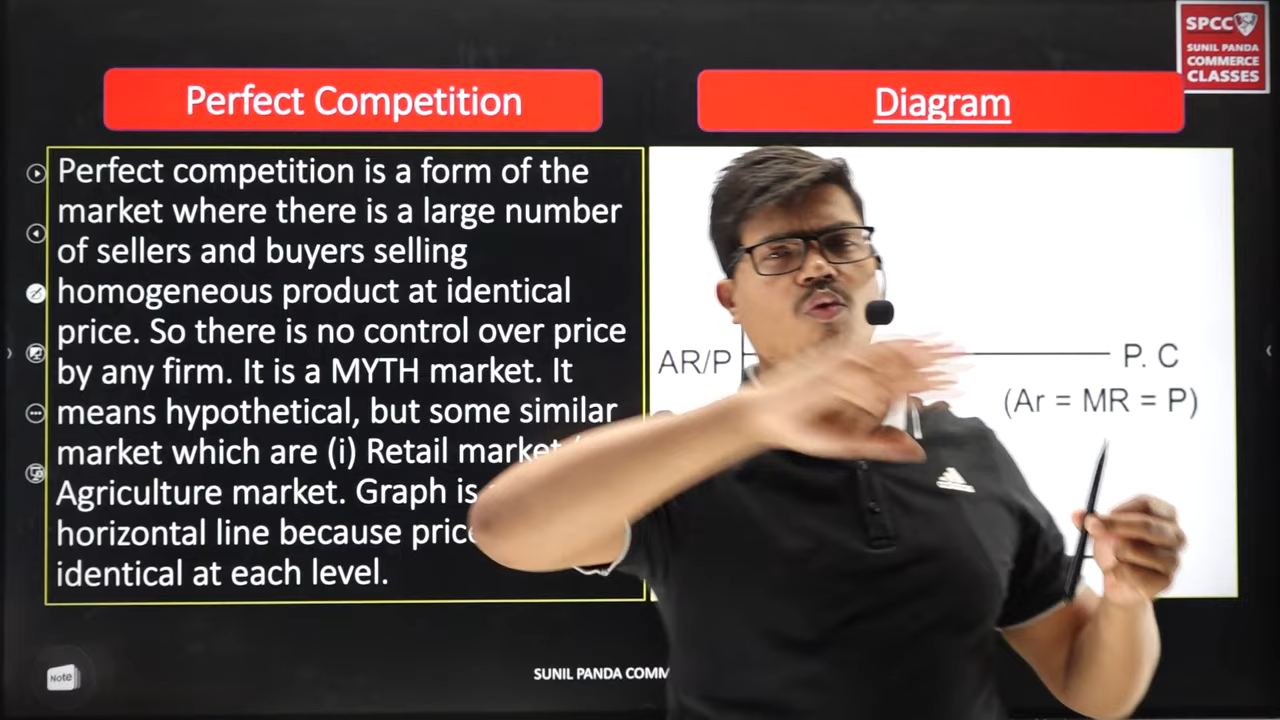 SPCC
SUNIL PANDA
COMMERCE
CLASSES
Perfect Competition
Diagram
Perfect competition is a form of the
market where there is a large number
of sellers and buyers selling
homogeneous product at identical
price. So there is no control over price
by any firm. It is a MYTH market. It
means hypothetical, but some similar
market which are (i) Retail market
Agriculture market. Graph is
horizontal line because price
identical at each level.
AR/P
P. C
(Ar = MR = P)
Note
SUNIL PANDA COMM